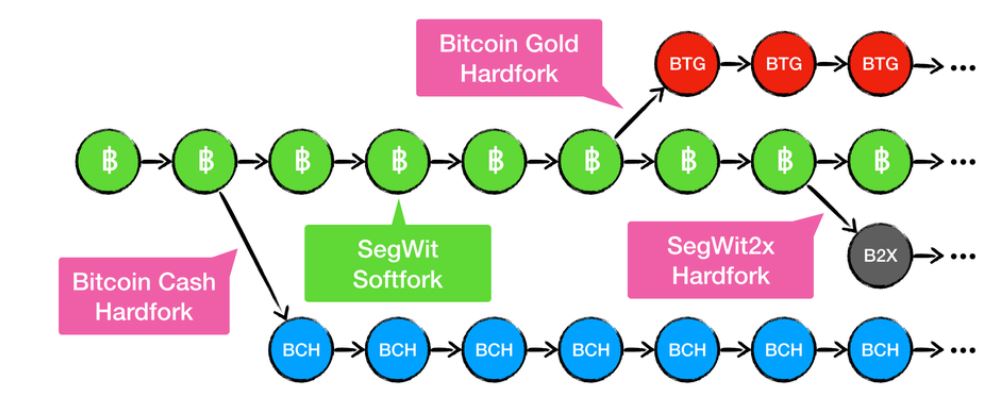 Bitcoin Gold
Hardfork
BTG BTG BTG ...
฿ ฿ ฿ ฿ ฿ ฿ ฿ ฿ ฿ ...
SegWit
Softfork
SegWit2x
Hardfork
B2X ...
Bitcoin Cash
Hardfork
BCH BCH BCH BCH BCH BCH BCH ...